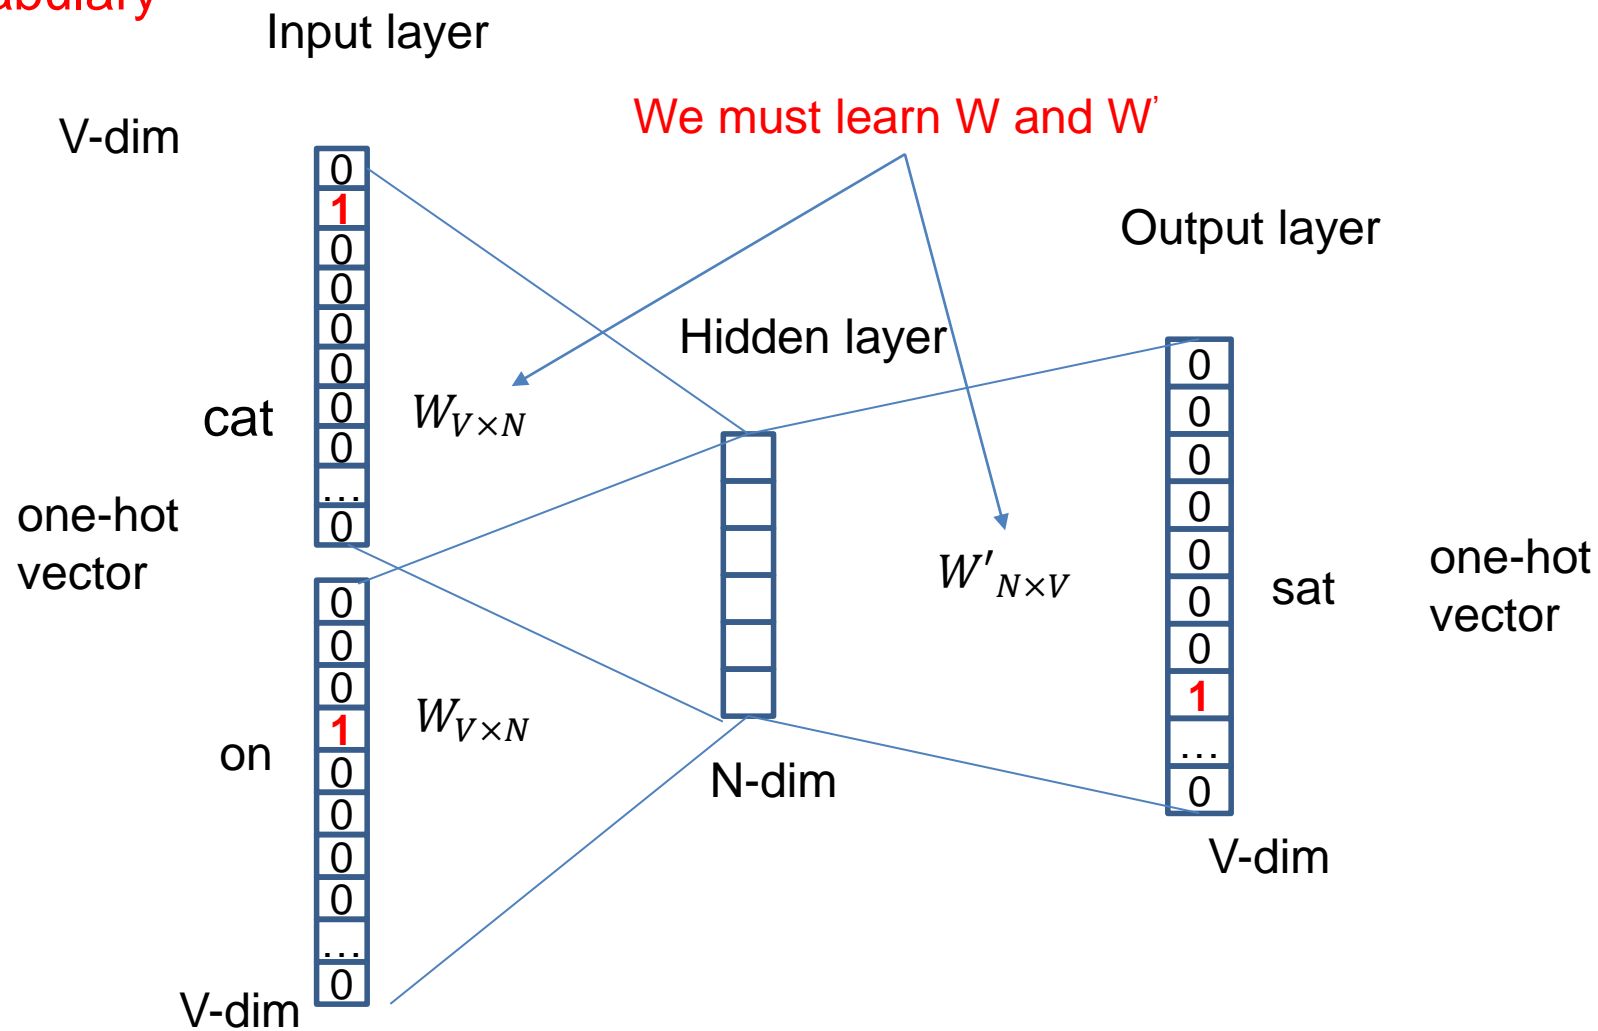 Input layer
We must learn W and W'
V-dim
0
1
0
0
0
0
0
0
...
0
cat
one-hot
vector
W_{V×N}
Hidden layer
Output layer
0
0
0
1
0
0
0
0
...
0
on
V-dim
W_{V×N}
N-dim
W'_{N×V}
0
0
0
0
0
0
0
1
...
0
sat
one-hot
vector
V-dim